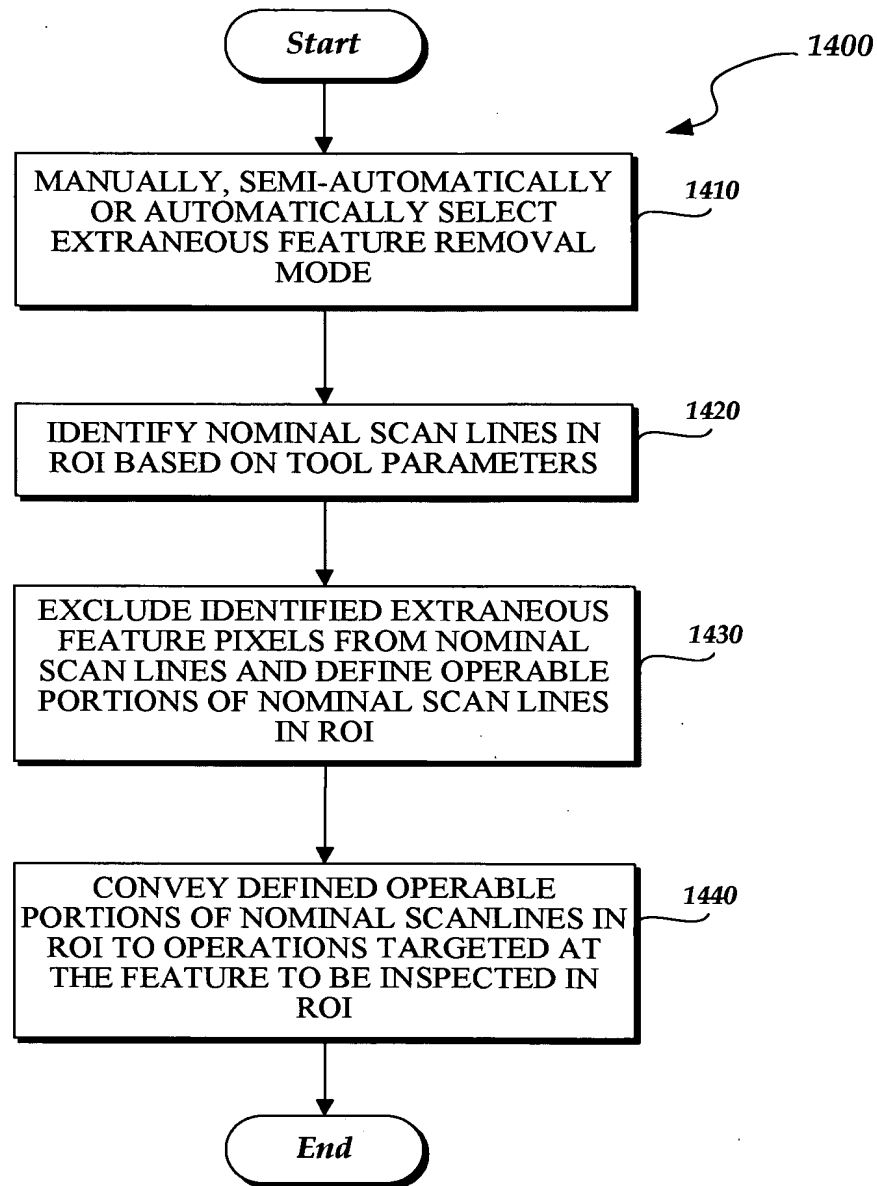 Start
1400
MANUALLY, SEMI-AUTOMATICALLY
OR AUTOMATICALLY SELECT
EXTRANEOUS FEATURE REMOVAL
MODE
1410
IDENTIFY NOMINAL SCAN LINES IN
ROI BASED ON TOOL PARAMETERS
1420
EXCLUDE IDENTIFIED EXTRANEOUS
FEATURE PIXELS FROM NOMINAL
SCAN LINES AND DEFINE OPERABLE
PORTIONS OF NOMINAL SCAN LINES
IN ROI
1430
CONVEY DEFINED OPERABLE
PORTIONS OF NOMINAL SCANLINES IN
ROI TO OPERATIONS TARGETED AT
THE FEATURE TO BE INSPECTED IN
ROI
1440
End